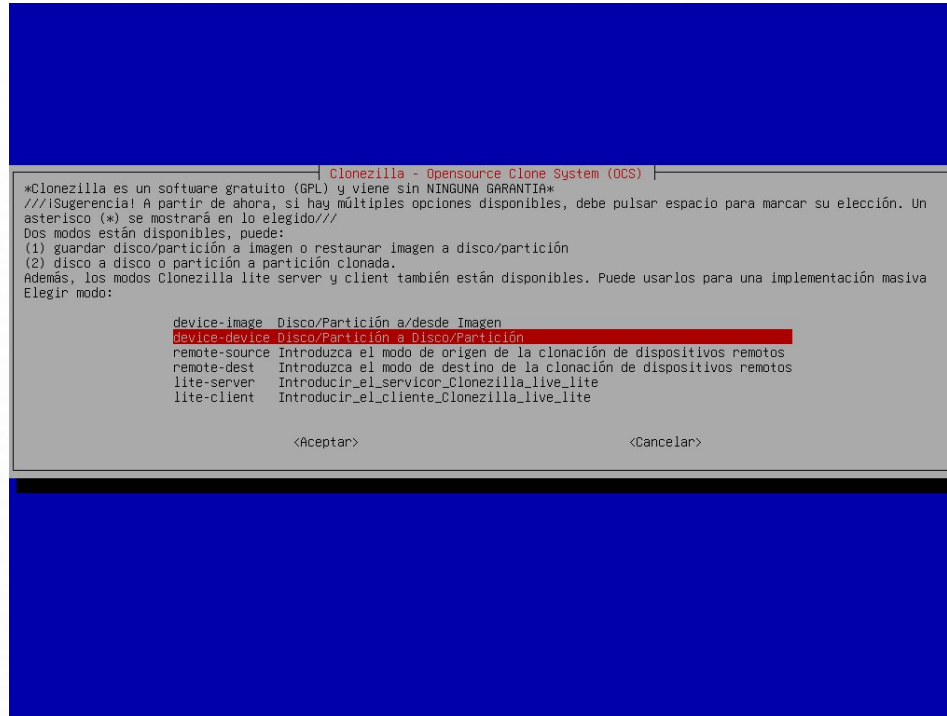 Clonezilla - Opensource Clone System (OCS)
*Clonezilla es un software gratuito (GPL) y viene sin NINGUNA GARANTIA*
///¡Sugerencia! A partir de ahora, si hay múltiples opciones disponibles, debe pulsar espacio para marcar su elección. Un
asterisco (*) se mostrará en lo elegido///
Dos modos están disponibles, puede:
(1) guardar disco/partición a imagen o restaurar imagen a disco/partición
(2) disco a disco o partición a partición clonada.
Además, los modos Clonezilla lite server y client también están disponibles. Puede usarlos para una implementación masiva
Elegir modo:
device-image Disco/Partición a/desde Imagen
device-device Disco/Partición a Disco/Partición
remote-source Introduzca el modo de origen de la clonación de dispositivos remotos
remote-dest Introduzca el modo de destino de la clonación de dispositivos remotos
lite-server Introducir_el_servicor_Clonezilla_live_lite
lite-client Introducir_el_cliente_Clonezilla_live_lite
<Aceptar> <Cancelar>